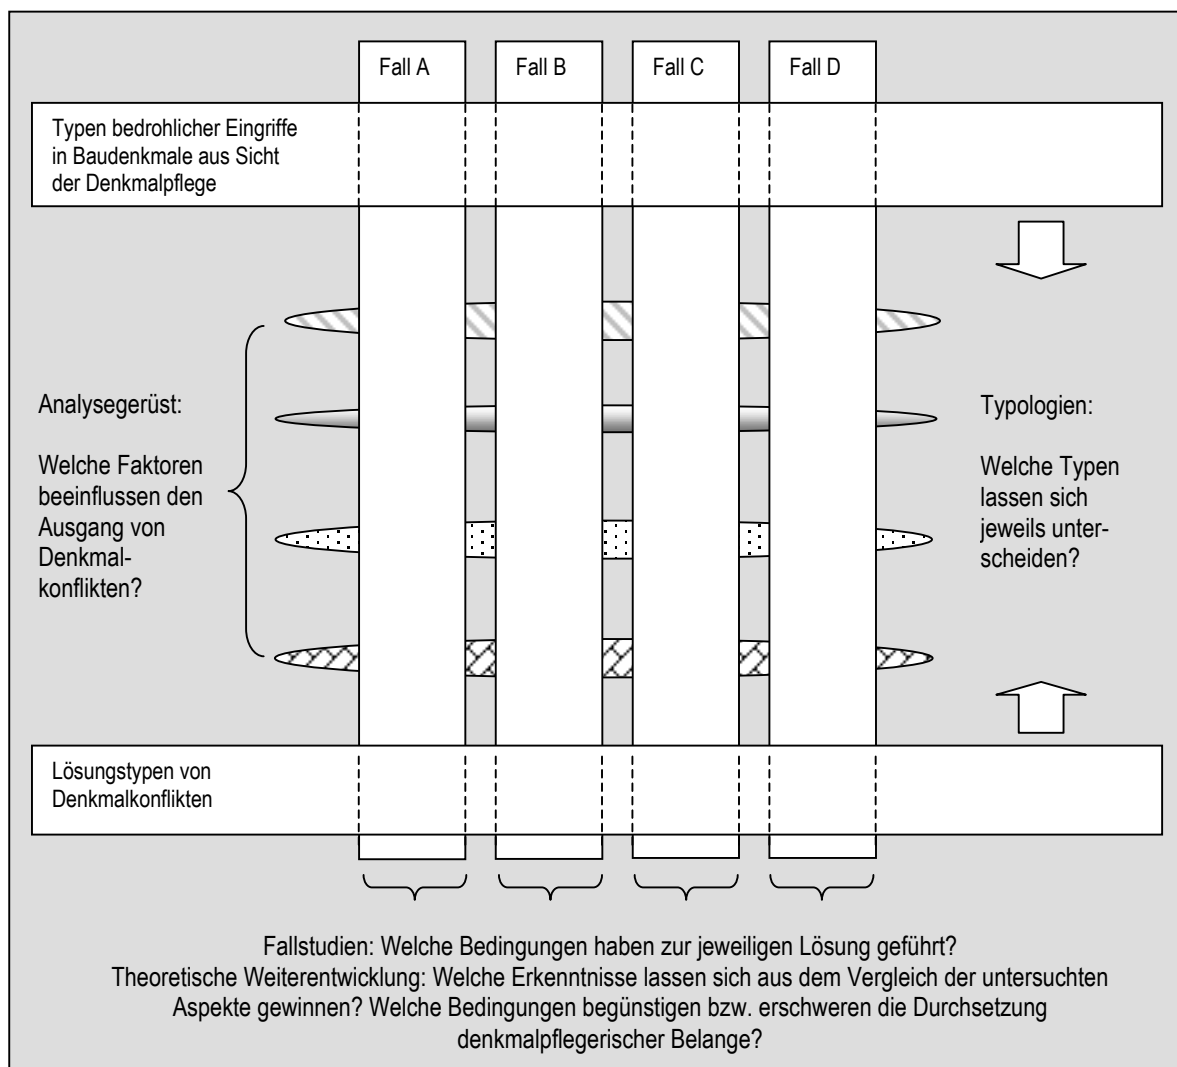 Fall A
Fall B
Fall C
Fall D
Typen bedrohlicher Eingriffe
in Baudenkmale aus Sicht
der Denkmalpflege
Analysegerüst:
Welche Faktoren
beeinflussen den
Ausgang von
Denkmal-
konflikten?
Typologien:
Welche Typen
lassen sich
jeweils unter-
scheiden?
Lösungstypen von
Denkmalkonflikten
Fallstudien: Welche Bedingungen haben zur jeweiligen Lösung geführt?
Theoretische Weiterentwicklung: Welche Erkenntnisse lassen sich aus dem Vergleich der untersuchten
Aspekte gewinnen? Welche Bedingungen begünstigen bzw. erschweren die Durchsetzung
denkmalpflegerischer Belange?